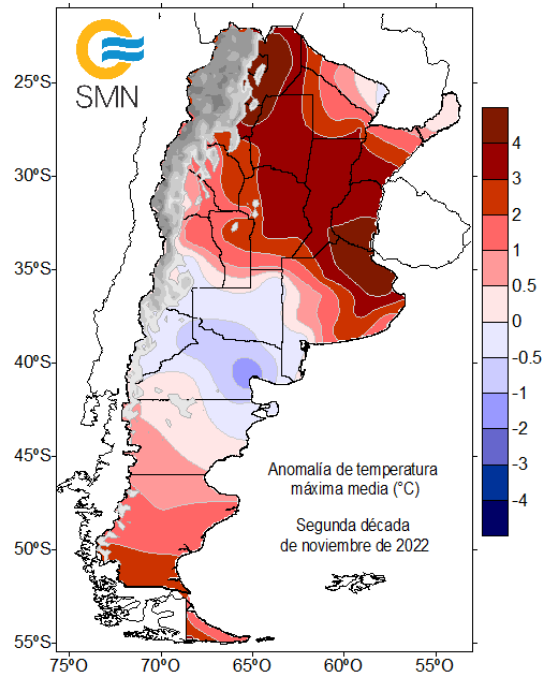 SMN
25ºS
30ºS
35ºS
40ºS
45ºS
50ºS
55ºS
75ºO
70ºO
65ºO
60ºO
55ºO
4
3
2
1
0.5
0
-0.5
-1
-2
-3
-4
Anomalía de temperatura
máxima media (°C)
Segunda década
de noviembre de 2022